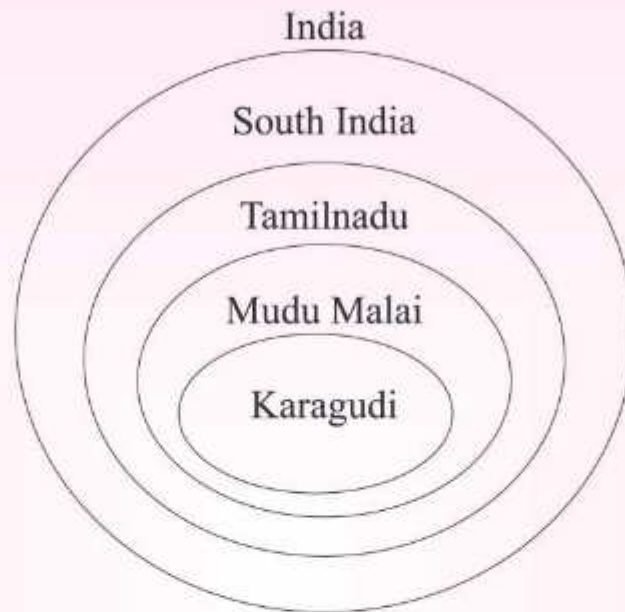 India
South India
Tamilnadu
Mudu Malai
Karagudi